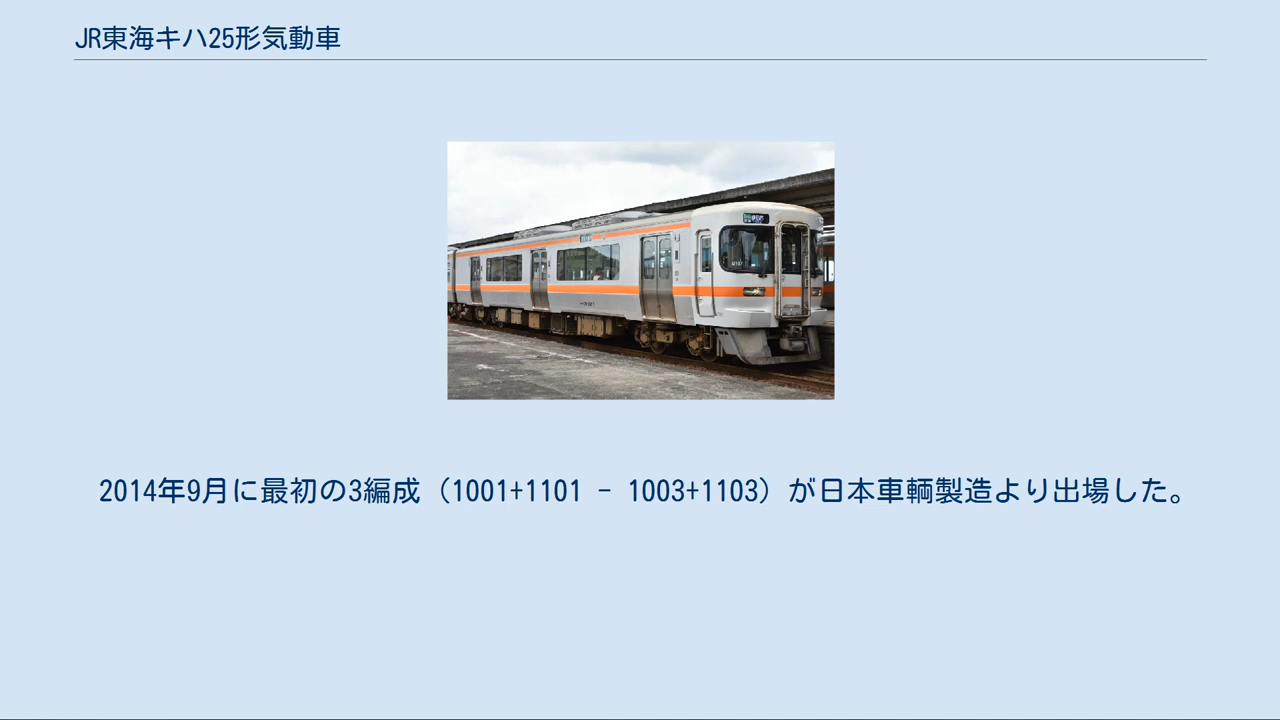 JR東海キハ25形気動車
2014年9月に最初の3編成（1001+1101 - 1003+1103）が日本車輌製造より出場した。